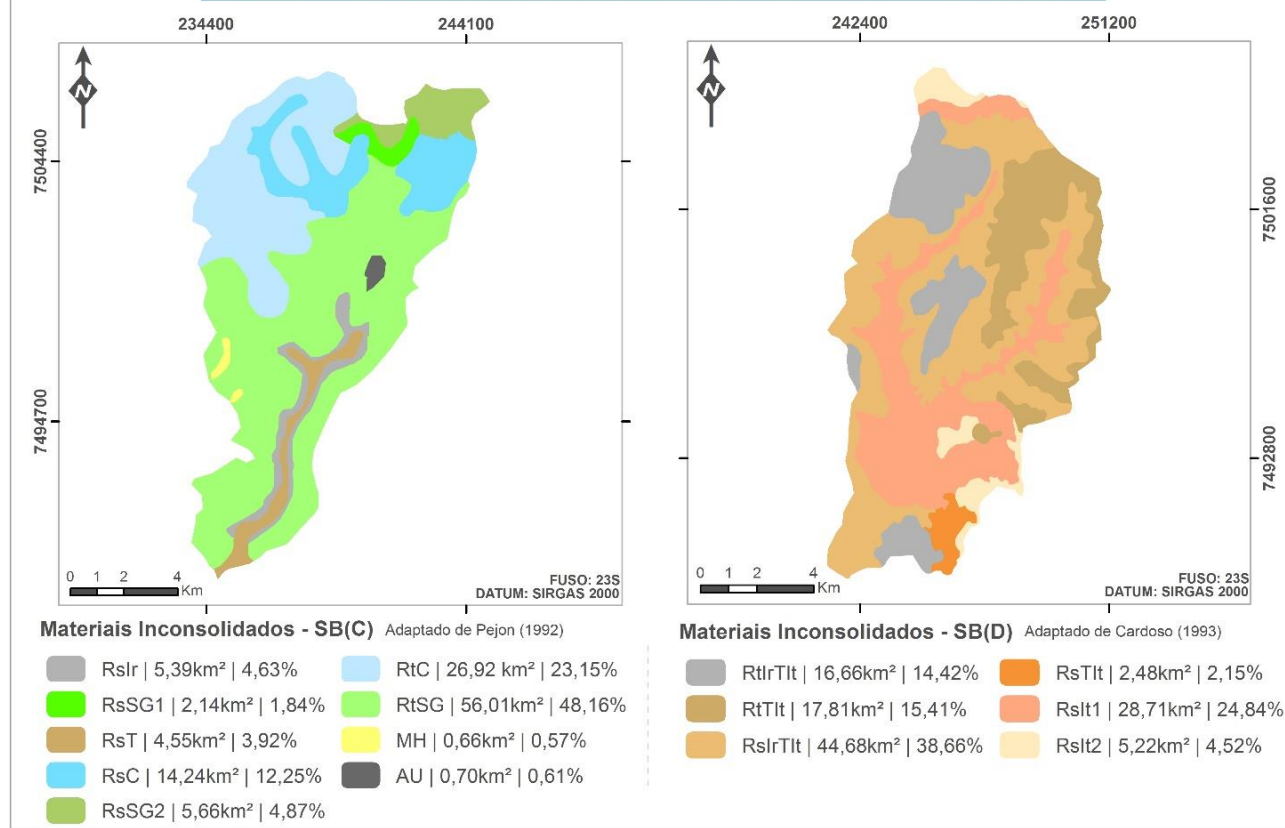 234400
244100
N
7504400
7494700
0 1 2 4
Km
FUSO: 23S
DATUM: SIRGAS 2000
Materiais Inconsolidados - SB(C) Adaptado de Pejon (1992)
RsIr | 5,39km² | 4,63%
RsSG1 | 2,14km² | 1,84%
RsT | 4,55km² | 3,92%
RsC | 14,24km² | 12,25%
RsSG2 | 5,66km² | 4,87%
RtC | 26,92 km² | 23,15%
RtSG | 56,01km² | 48,16%
MH | 0,66km² | 0,57%
AU | 0,70km² | 0,61%
242400
251200
N
7501600
7492800
0 1 2 4
Km
FUSO: 23S
DATUM: SIRGAS 2000
Materiais Inconsolidados - SB(D) Adaptado de Cardoso (1993)
RtIrTIt | 16,66km² | 14,42%
RtTIt | 17,81km² | 15,41%
RsIrTIt | 44,68km² | 38,66%
RsTIt | 2,48km² | 2,15%
RsIt1 | 28,71km² | 24,84%
RsIt2 | 5,22km² | 4,52%